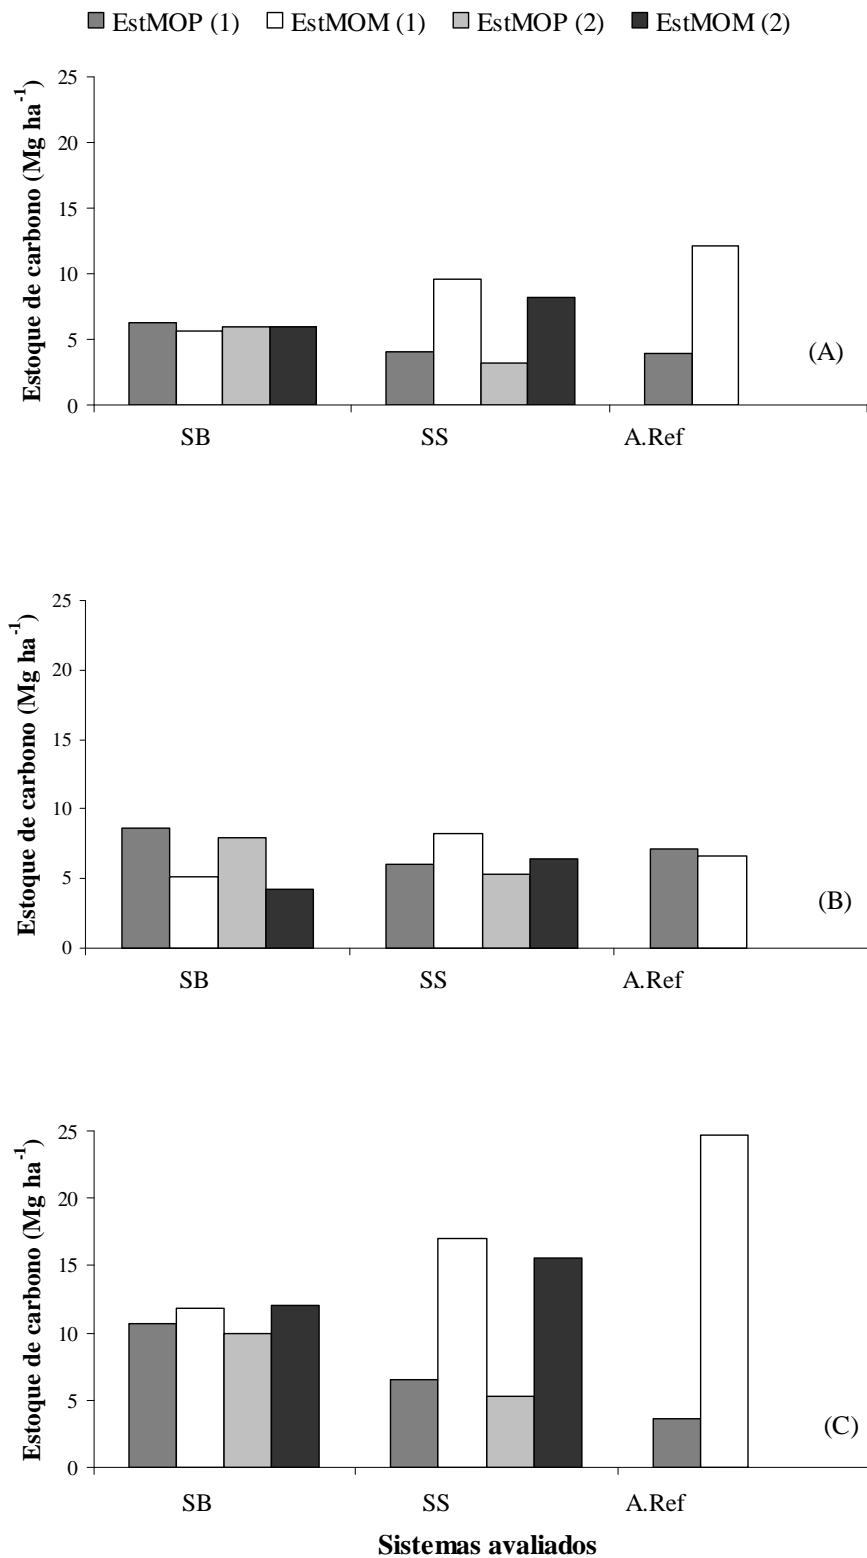 EstMOP (1) EstMOM (1) EstMOP (2) EstMOM (2)
Estoque de carbono (Mg ha⁻¹)
25
20
15
10
5
0
(A)
SB SS A.Ref
Estoque de carbono (Mg ha⁻¹)
25
20
15
10
5
0
(B)
SB SS A.Ref
Estoque de carbono (Mg ha⁻¹)
25
20
15
10
5
0
(C)
SB SS A.Ref
Sistemas avaliados